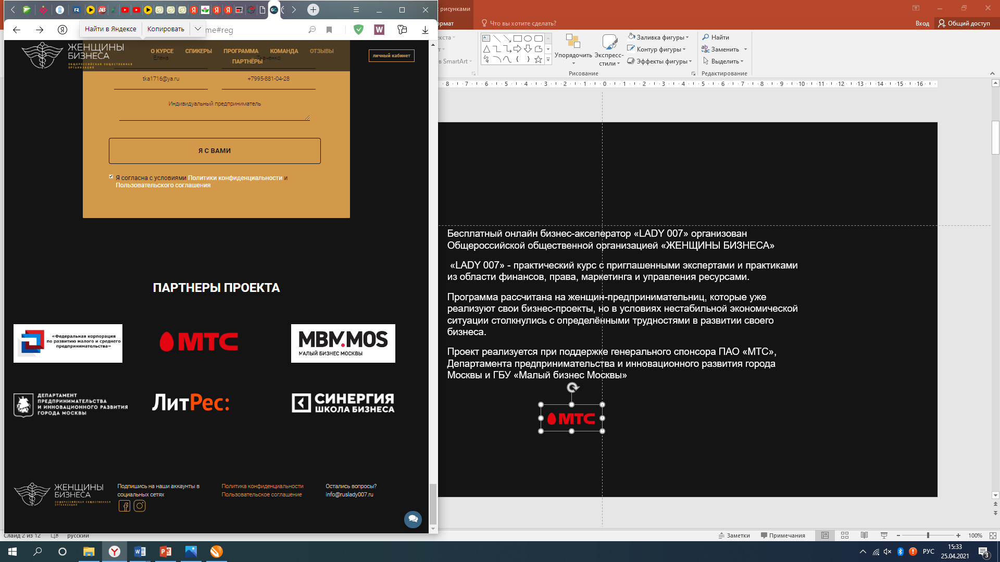 рисунками
Найти в Яндексе
Копировать
me#reg
ормат
Что вы хотите сделать?
Вход
Общий доступ
ЖЕНЩИНЫ
БИЗНЕСА
ОБЩЕРОССИЙСКАЯ ОБЩЕСТВЕННАЯ
ОРГАНИЗАЦИЯ
О КУРСЕ
СПИКЕРЫ
ПРОГРАММА
КОМАНДА
ОТЗЫВЫ
ПАРТНЁРЫ
личный кабинет
Елена
Ткаченко
tka1716@ya.ru
+7995-881-04-28
Индивидуальный предприниматель
Я С ВАМИ
Я согласна с условиями Политики конфиденциальности и
Пользовательского соглашения
ПАРТНЕРЫ ПРОЕКТА
«Федеральная корпорация
по развитию малого и среднего
предпринимательства»
МТС
MBM.MOS
МАЛЫЙ БИЗНЕС МОСКВЫ
ДЕПАРТАМЕНТ
ПРЕДПРИНИМАТЕЛЬСТВА
И ИННОВАЦИОННОГО РАЗВИТИЯ
ГОРОДА МОСКВЫ
ЛитРес:
СИНЕРГИЯ
ШКОЛА БИЗНЕСА
ЖЕНЩИНЫ
БИЗНЕСА
ОБЩЕРОССИЙСКАЯ ОБЩЕСТВЕННАЯ
ОРГАНИЗАЦИЯ
Подпишись на наши аккаунты в
социальных сетях
Политика конфиденциальности
Пользовательское соглашение
Остались вопросы?
info@ruslady007.ru
екста
т
в SmartArt
Упорядочить
Экспресс-
стили
Заливка фигуры
Контур фигуры
Эффекты фигуры
Рисование
Найти
Заменить
Выделить
Редактирование
8 7 6 5 4 3 2 1 0 1 2 3 4 5 6 7 8 9 10 11 12 13 14 15 16
Бесплатный онлайн бизнес-акселератор «LADY 007» организован
Общероссийской общественной организацией «ЖЕНЩИНЫ БИЗНЕСА»
«LADY 007» - практический курс с приглашенными экспертами и практиками
из области финансов, права, маркетинга и управления ресурсами.
Программа рассчитана на женщин-предпринимательниц, которые уже
реализуют свои бизнес-проекты, но в условиях нестабильной экономической
ситуации столкнулись с определёнными трудностями в развитии своего
бизнеса.
Проект реализуется при поддержке генерального спонсора ПАО «МТС»,
Департамента предпринимательства и инновационного развития города
Москвы и ГБУ «Малый бизнес Москвы»
МТС
Слайд 2 из 12
русский
Заметки
Примечания
100%
РУС
15:33
25.04.2021
3